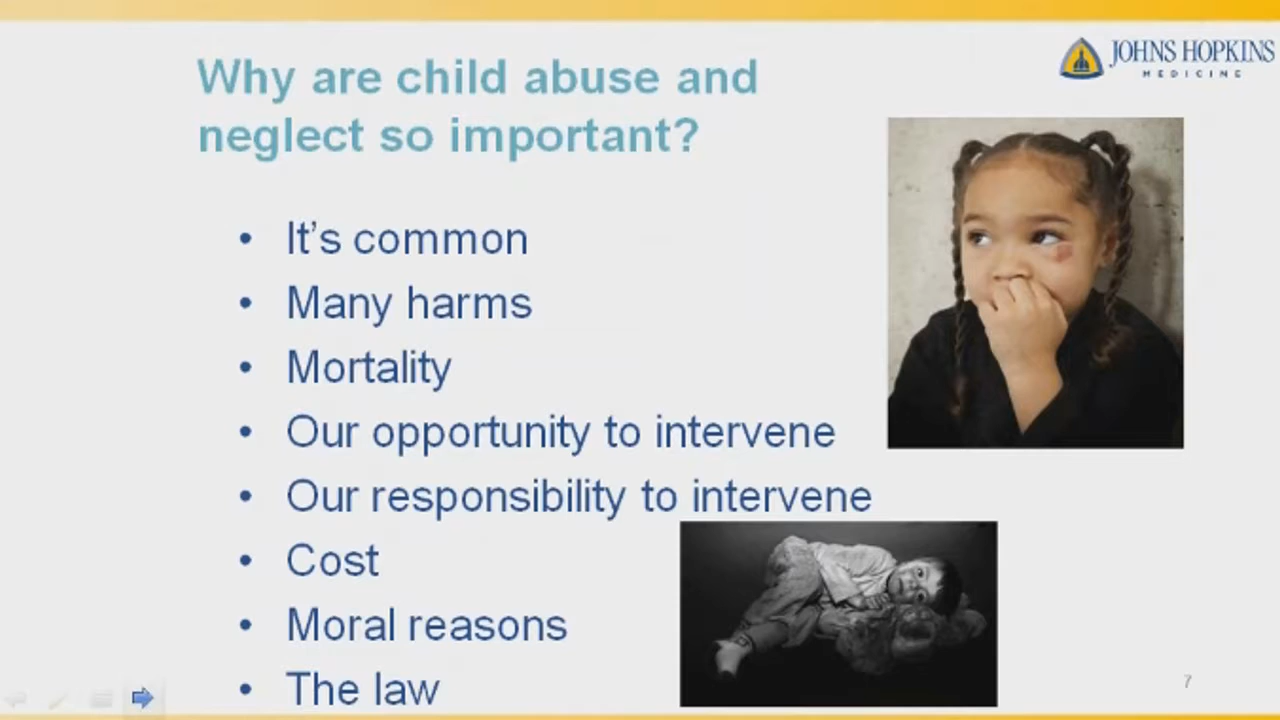 JOHNS HOPKINS
MEDICINE
Why are child abuse and
neglect so important?
• It’s common
• Many harms
• Mortality
• Our opportunity to intervene
• Our responsibility to intervene
• Cost
• Moral reasons
• The law
7